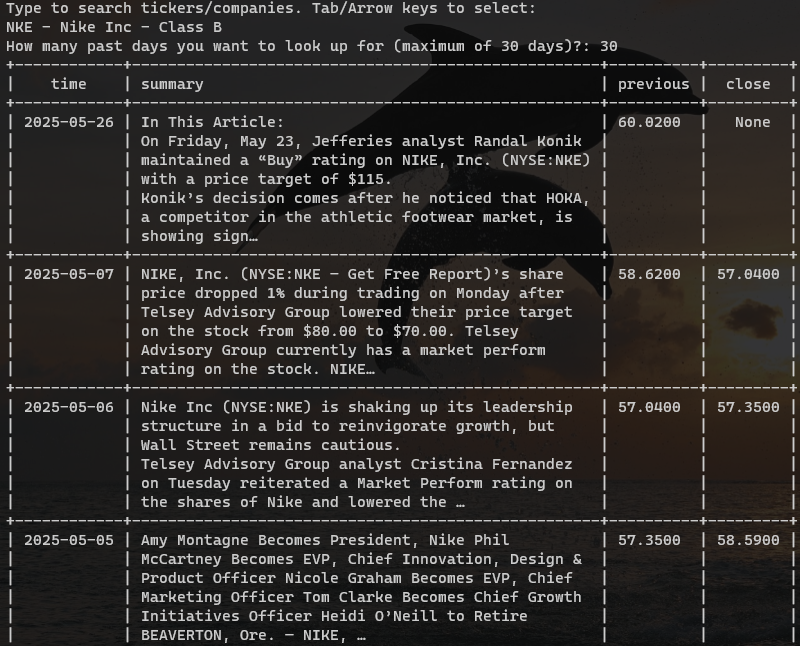 Type to search tickers/companies. Tab/Arrow keys to select:
NKE - Nike Inc - Class B
How many past days you want to look up for (maximum of 30 days)?: 30
time summary previous close
2025-05-26 In This Article: 60.0200 None
On Friday, May 23, Jefferies analyst Randal Konik
maintained a “Buy” rating on NIKE, Inc. (NYSE:NKE)
with a price target of $115.
Konik’s decision comes after he noticed that HOKA,
a competitor in the athletic footwear market, is
showing sign…
2025-05-07 NIKE, Inc. (NYSE:NKE – Get Free Report)’s share 58.6200 57.0400
price dropped 1% during trading on Monday after
Telsey Advisory Group lowered their price target
on the stock from $80.00 to $70.00. Telsey
Advisory Group currently has a market perform
rating on the stock. NIKE…
2025-05-06 Nike Inc (NYSE:NKE) is shaking up its leadership 57.0400 57.3500
structure in a bid to reinvigorate growth, but
Wall Street remains cautious.
Telsey Advisory Group analyst Cristina Fernandez
on Tuesday reiterated a Market Perform rating on
the shares of Nike and lowered the …
2025-05-05 Amy Montagne Becomes President, Nike Phil 57.3500 58.5900
McCartney Becomes EVP, Chief Innovation, Design &
Product Officer Nicole Graham Becomes EVP, Chief
Marketing Officer Tom Clarke Becomes Chief Growth
Initiatives Officer Heidi O’Neill to Retire
BEAVERTON, Ore. — NIKE, …